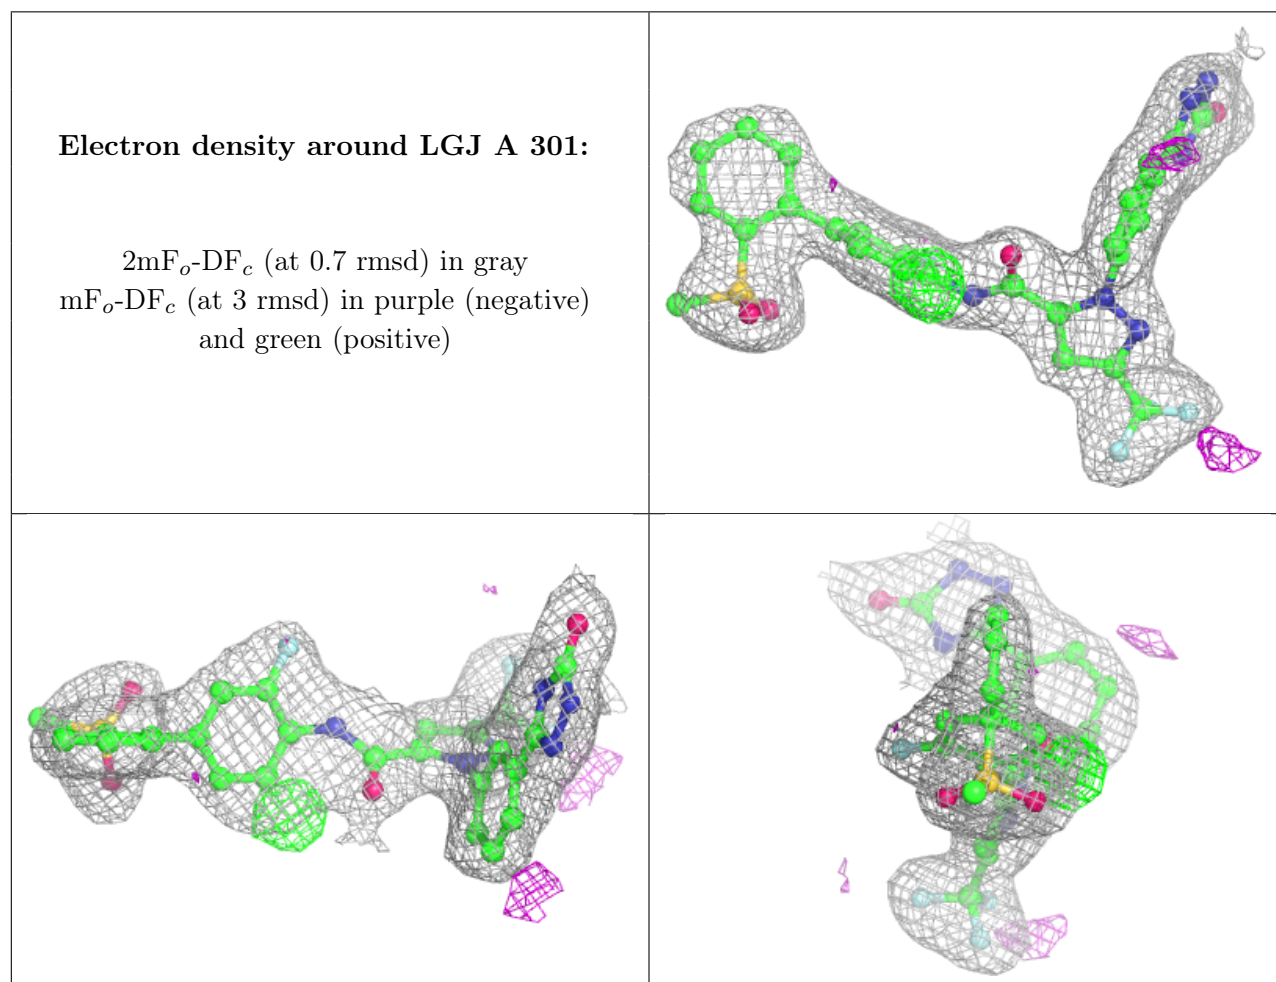 Electron density around LGJ A 301:
2mFo-DFc (at 0.7 rmsd) in gray
mFo-DFc (at 3 rmsd) in purple (negative)
and green (positive)